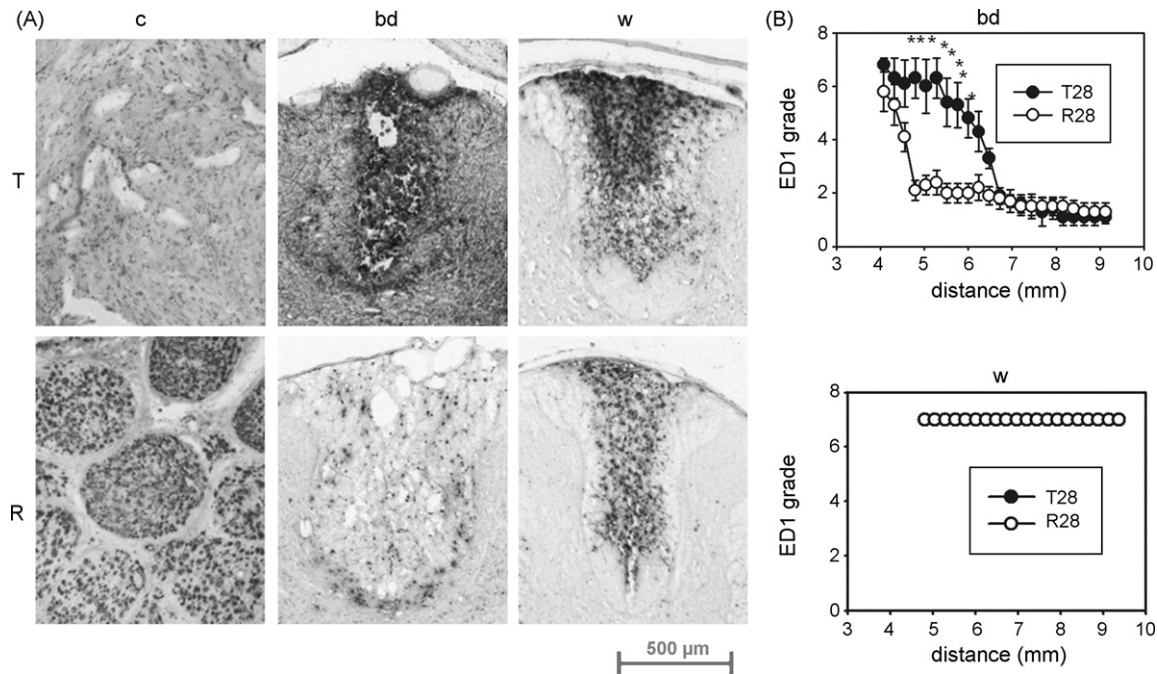 (A) c bd w (B) bd
T
R
500 µm
8
6
4
2
0
ED1 grade
*** * * * *
T28
R28
3 4 5 6 7 8 9 10
distance (mm)
w
8
6
4
2
0
ED1 grade
T28
R28
3 4 5 6 7 8 9 10
distance (mm)